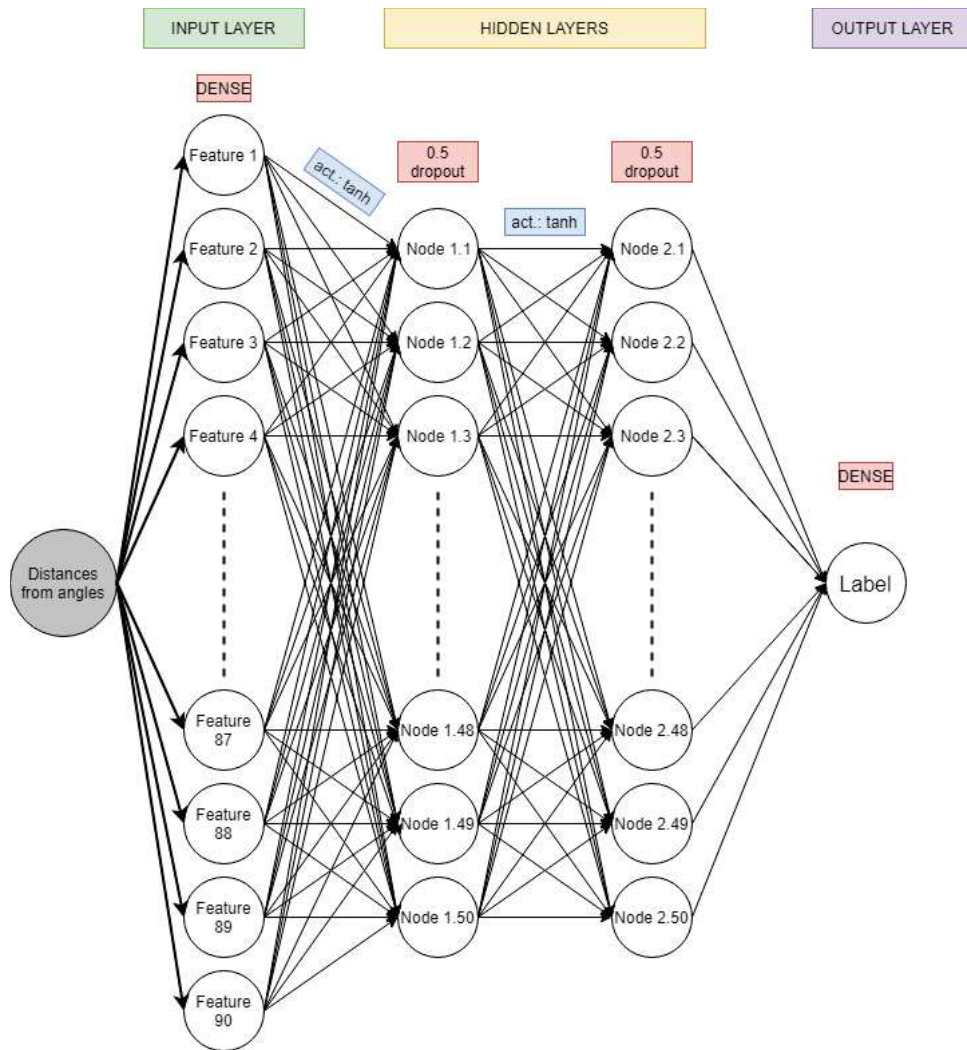 INPUT LAYER
HIDDEN LAYERS
OUTPUT LAYER
DENSE
Feature 1
Feature 2
Feature 3
Feature 4
Feature
87
Feature
88
Feature
89
Feature
90
Distances
from angles
act.: tanh
0.5
dropout
Node 1.1
Node 1.2
Node 1.3
Node 1.48
Node 1.49
Node 1.50
act.: tanh
0.5
dropout
Node 2.1
Node 2.2
Node 2.3
Node 2.48
Node 2.49
Node 2.50
DENSE
Label